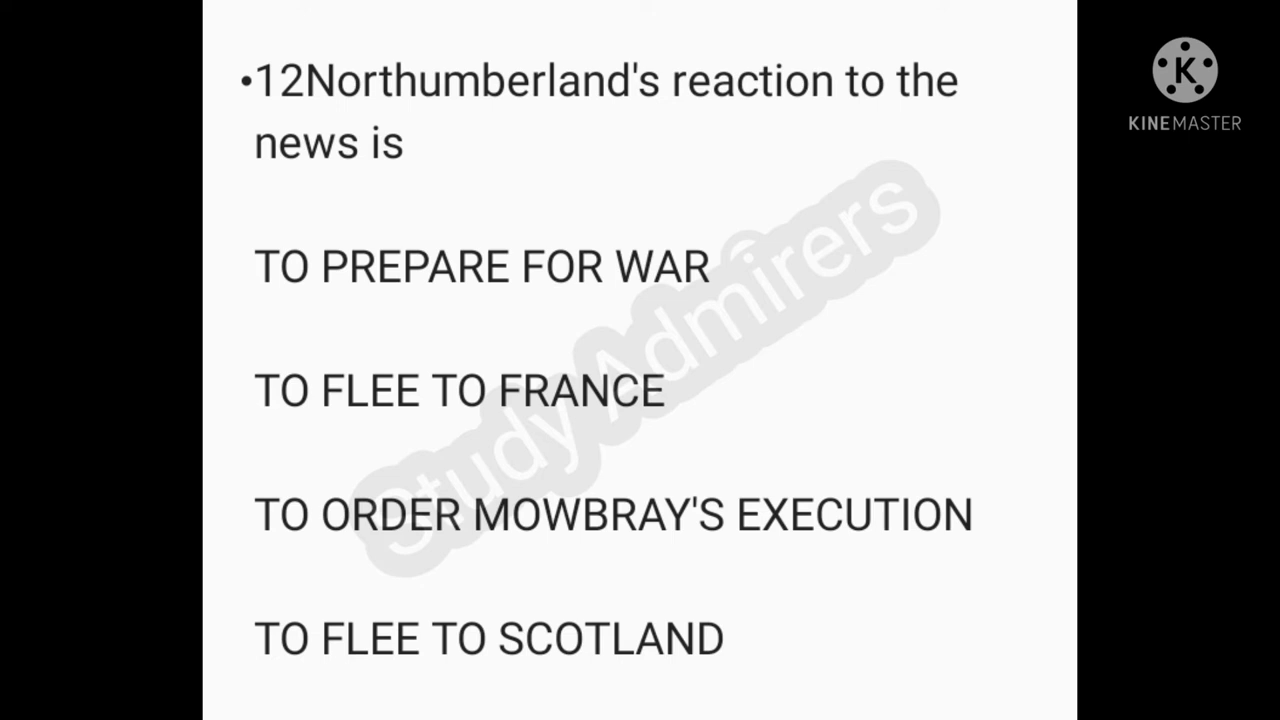 •12Northumberland's reaction to the
news is
TO PREPARE FOR WAR
TO FLEE TO FRANCE
TO ORDER MOWBRAY'S EXECUTION
TO FLEE TO SCOTLAND
Study Admirers
K
KINEMASTER